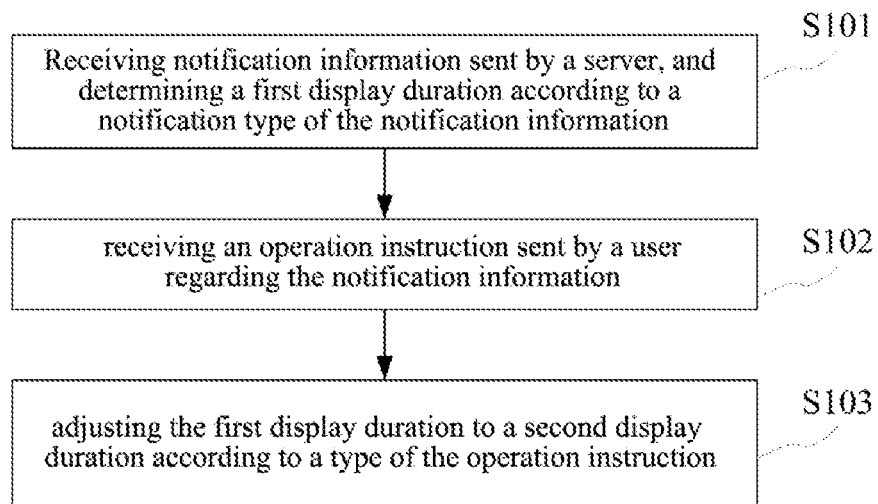 S101
Receiving notification information sent by a server, and
determining a first display duration according to a
notification type of the notification information
S102
receiving an operation instruction sent by a user
regarding the notification information
S103
adjusting the first display duration to a second display
duration according to a type of the operation instruction